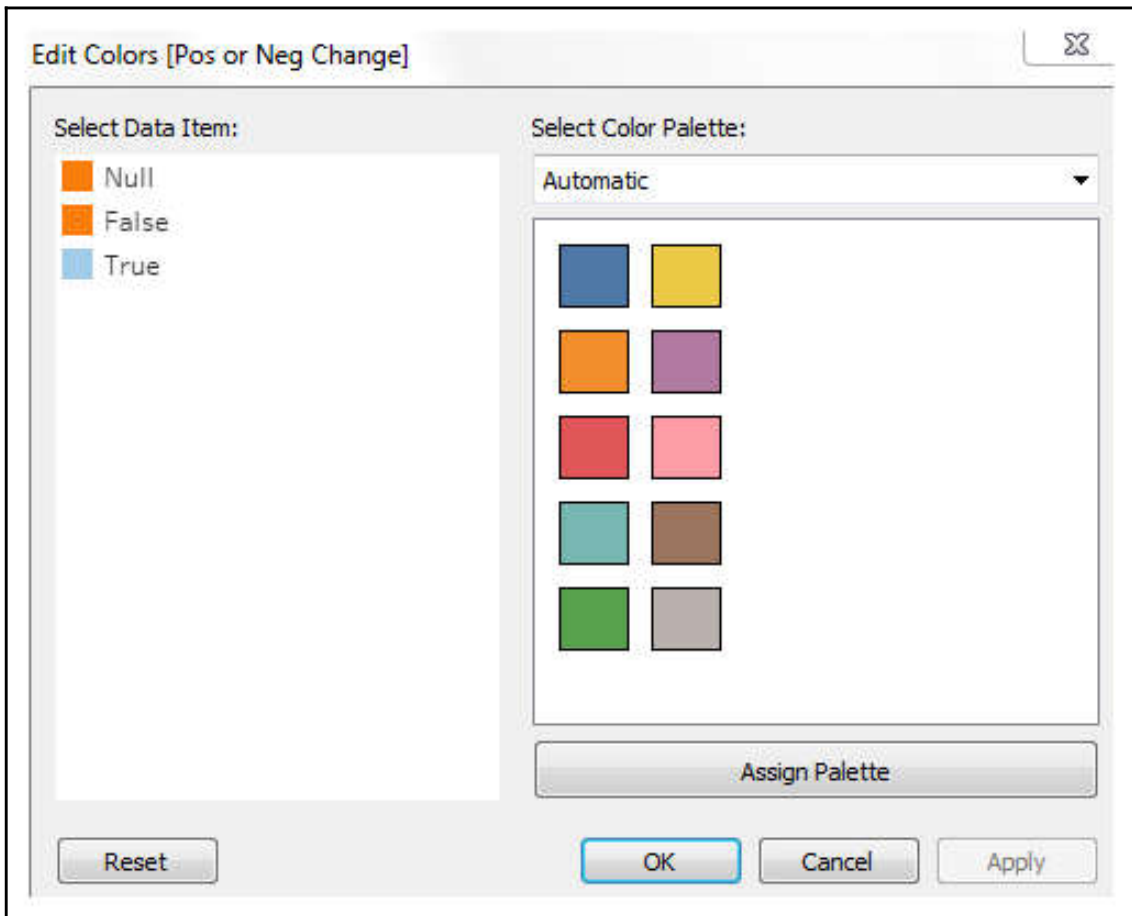 Edit Colors [Pos or Neg Change]
Select Data Item:
Null
False
True
Select Color Palette:
Automatic
Assign Palette
Reset
OK
Cancel
Apply